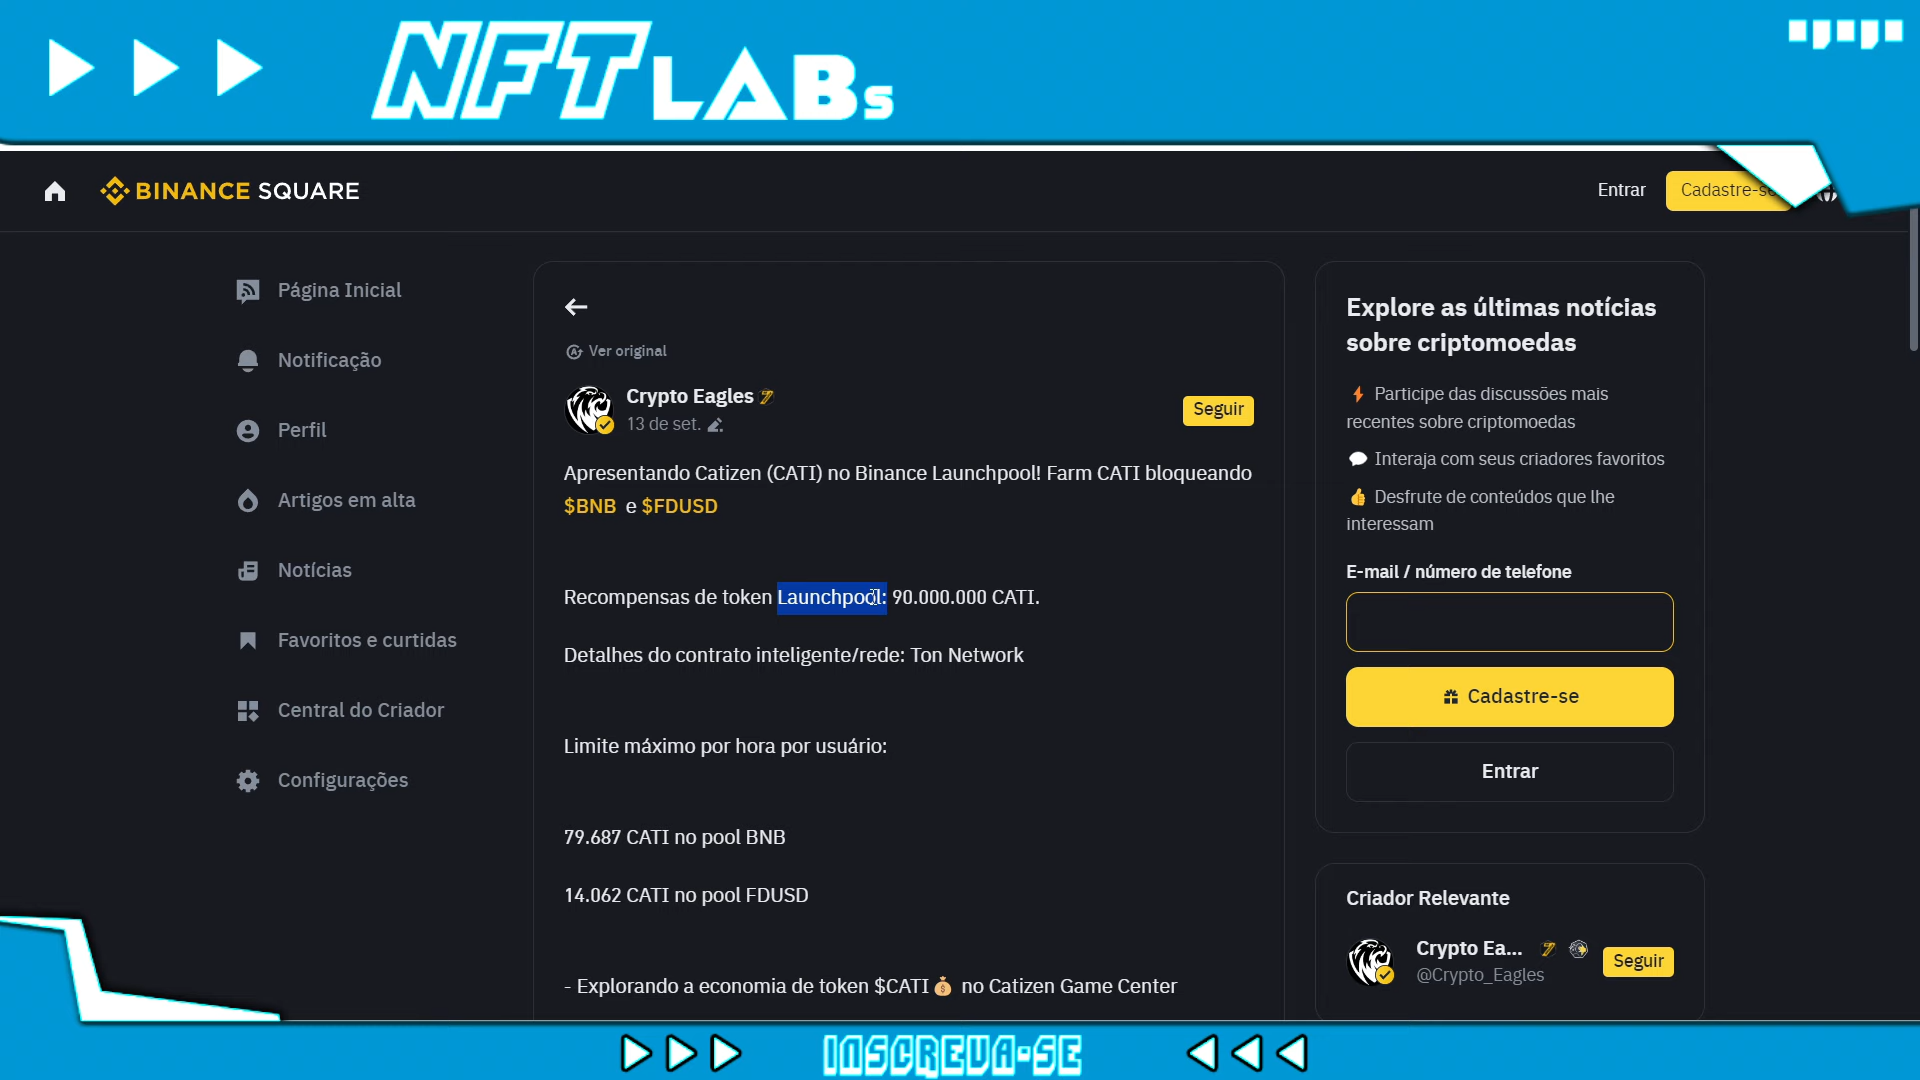 NFT LABs
BINANCE SQUARE
Entrar
Cadastre-se
Página Inicial
Notificação
Perfil
Artigos em alta
Notícias
Favoritos e curtidas
Central do Criador
Configurações
Ver original
Crypto Eagles
13 de set.
Seguir
Apresentando Catizen (CATI) no Binance Launchpool! Farm CATI bloqueando
$BNB e $FDUSD
Recompensas de token Launchpool: 90.000.000 CATI.
Detalhes do contrato inteligente/rede: Ton Network
Limite máximo por hora por usuário:
79.687 CATI no pool BNB
14.062 CATI no pool FDUSD
- Explorando a economia de token $CATI💰 no Catizen Game Center
Explore as últimas notícias
sobre criptomoedas
⚡ Participe das discussões mais
recentes sobre criptomoedas
💬 Interaja com seus criadores favoritos
👍 Desfrute de conteúdos que lhe
interessam
E-mail / número de telefone
Cadastre-se
Entrar
Criador Relevante
Crypto Ea...
@Crypto_Eagles
Seguir
INSCREVA-SE